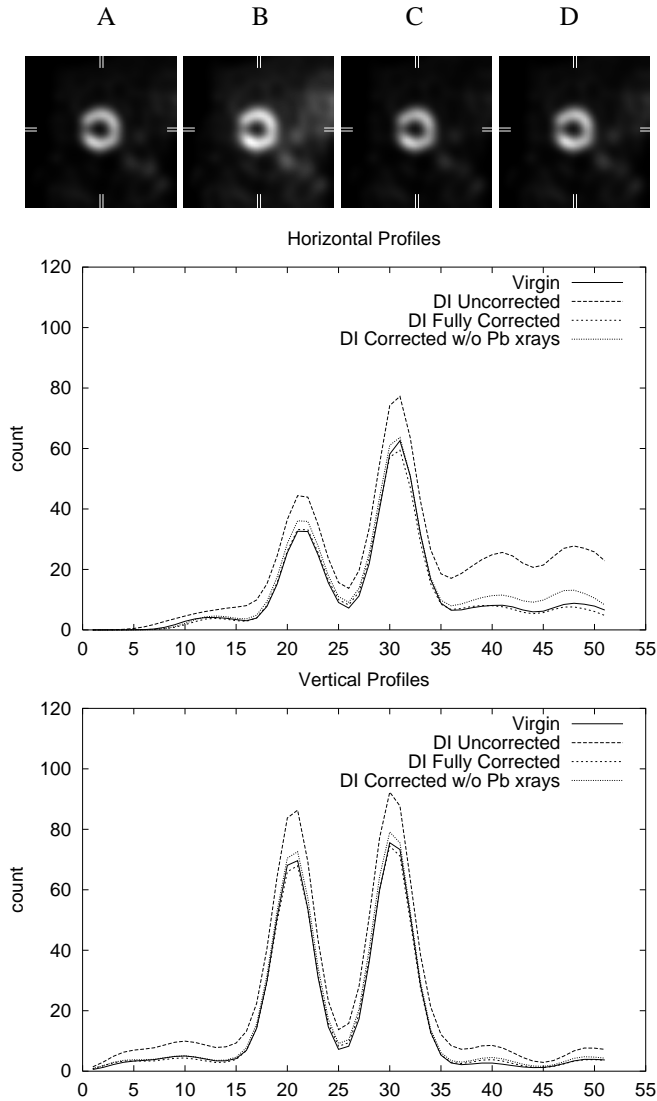 A B C D
Horizontal Profiles
120
100
80
60
40
20
0
count
Virgin
DI Uncorrected
DI Fully Corrected
DI Corrected w/o Pb xrays
0 5 10 15 20 25 30 35 40 45 50 55
Vertical Profiles
120
100
80
60
40
20
0
count
Virgin
DI Uncorrected
DI Fully Corrected
DI Corrected w/o Pb xrays
0 5 10 15 20 25 30 35 40 45 50 55